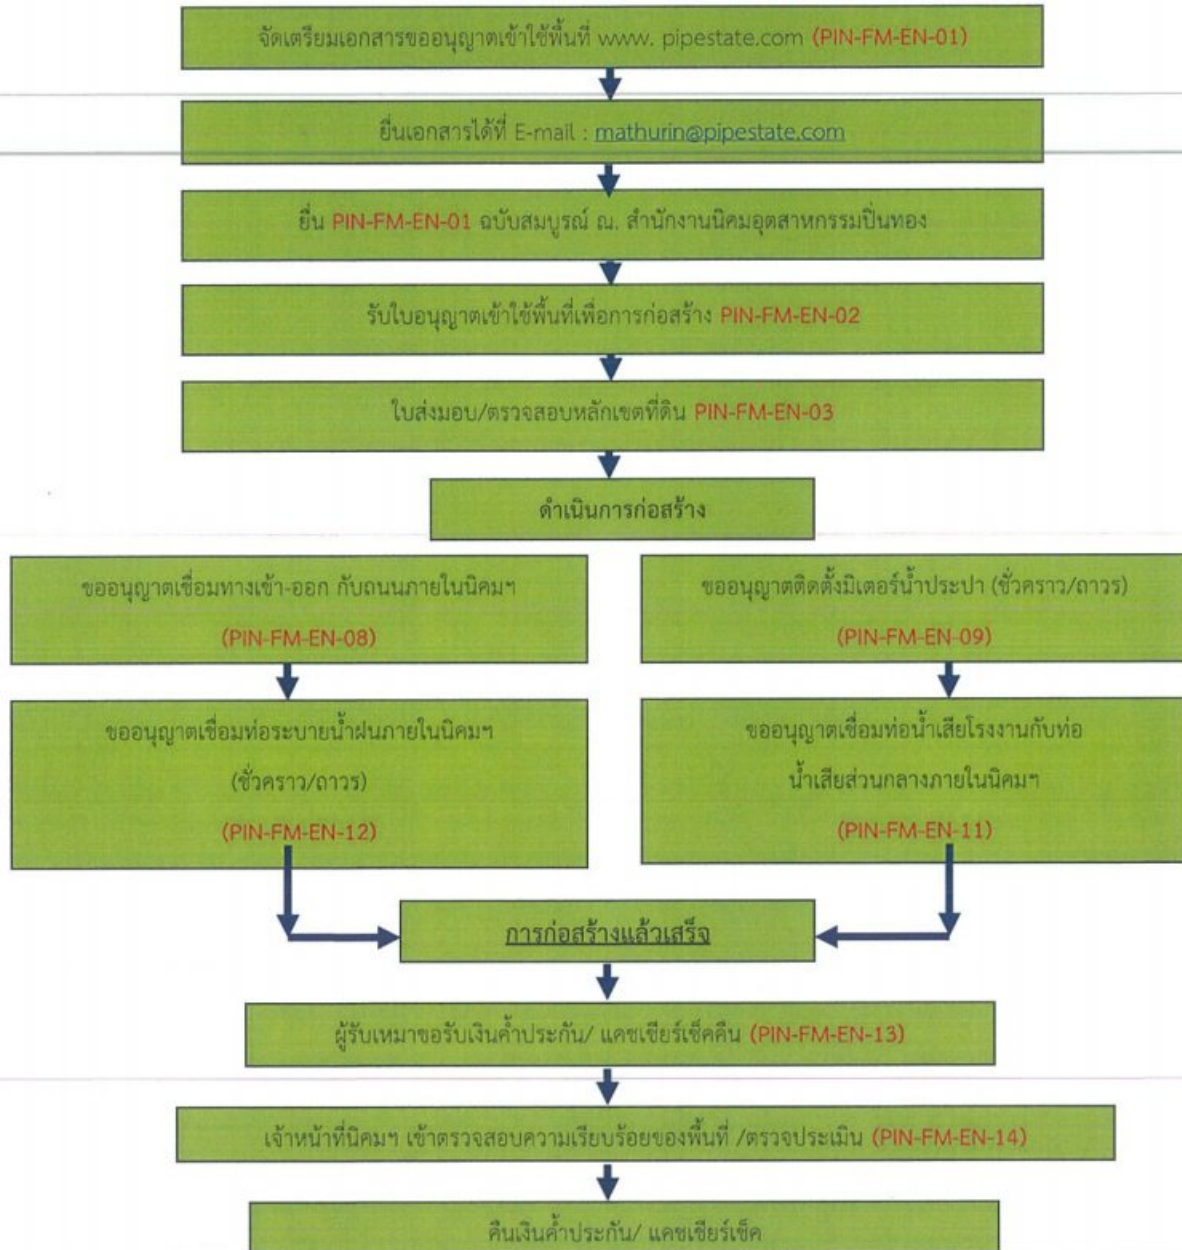 จัดเตรียมเอกสารขออนุญาตเข้าใช้พื้นที่ www. pipestate.com (PIN-FM-EN-01)
ยื่นเอกสารได้ที่ E-mail : mathurin@pipestate.com
ยื่น PIN-FM-EN-01 ฉบับสมบูรณ์ ณ. สำนักงานนิคมอุตสาหกรรมปิ่นทอง
รับใบอนุญาตเข้าใช้พื้นที่เพื่อการก่อสร้าง PIN-FM-EN-02
ใบส่งมอบ/ตรวจสอบหลักเขตที่ดิน PIN-FM-EN-03
ดำเนินการก่อสร้าง
ขออนุญาตเชื่อมทางเข้า-ออก กับถนนภายในนิคมฯ
(PIN-FM-EN-08)
ขออนุญาตติดตั้งมิเตอร์น้ำประปา (ชั่วคราว/ถาวร)
(PIN-FM-EN-09)
ขออนุญาตเชื่อมท่อระบายน้ำฝนภายในนิคมฯ
(ชั่วคราว/ถาวร)
(PIN-FM-EN-12)
ขออนุญาตเชื่อมท่อน้ำเสียโรงงานกับท่อ
น้ำเสียส่วนกลางภายในนิคมฯ
(PIN-FM-EN-11)
การก่อสร้างแล้วเสร็จ
ผู้รับเหมาขอรับเงินค้ำประกัน/ แคชเชียร์เช็คคืน (PIN-FM-EN-13)
เจ้าหน้าที่นิคมฯ เข้าตรวจสอบความเรียบร้อยของพื้นที่ /ตรวจประเมิน (PIN-FM-EN-14)
คืนเงินค้ำประกัน/ แคชเชียร์เช็ค